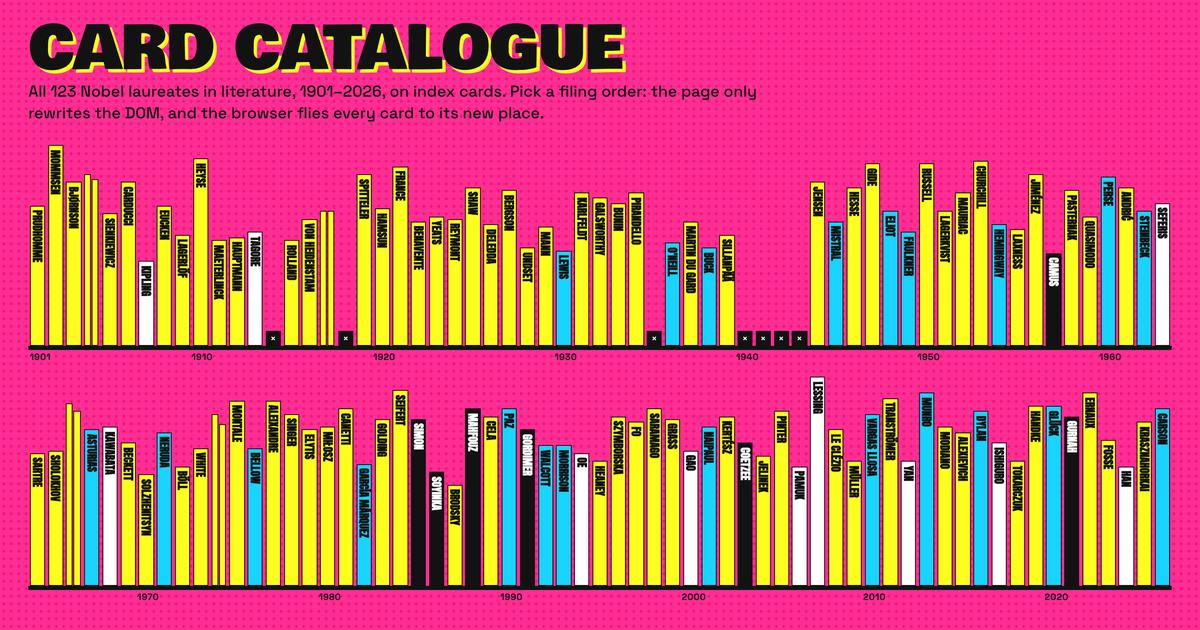 CARD CATALOGUE
All 123 Nobel laureates in literature, 1901–2026, on index cards. Pick a filing order: the page only
rewrites the DOM, and the browser flies every card to its new place.
PRUDHOMME
MOMMSEN
BJØRNSON
SIENKIEWICZ
CARDUCCI
KIPLING
EUCKEN
LAGERLÖF
HEYSE
MAETERLINCK
HAUPTMANN
TAGORE
×
ROLLAND
VON HEIDENSTAM
×
SPITTELER
HAMSUN
FRANCE
BENAVENTE
YEATS
REYMONT
SHAW
DELEDDA
BERGSON
UNDSET
MANN
LEWIS
KARLFELDT
GALSWORTHY
BUNIN
PIRANDELLO
×
O'NEILL
MARTIN DU GARD
BUCK
SILLANPÄÄ
×
×
×
×
JENSEN
MISTRAL
HESSE
GIDE
ELIOT
FAULKNER
RUSSELL
LAGERKVIST
MAURIAC
CHURCHILL
HEMINGWAY
LAXNESS
JIMÉNEZ
CAMUS
PASTERNAK
QUASIMODO
PERSE
ANDRIĆ
STEINBECK
SEFERIS
1901
1910
1920
1930
1940
1950
1960
SARTRE
SHOLOKHOV
ASTURIAS
KAWABATA
BECKETT
SOLZHENITSYN
NERUDA
BÖLL
WHITE
MONTALE
BELLOW
ALEIXANDRE
SINGER
ELYTIS
MIŁOSZ
CANETTI
GARCÍA MÁRQUEZ
GOLDING
SEIFERT
SIMON
SOYINKA
BRODSKY
MAHFOUZ
CELA
PAZ
GORDIMER
WALCOTT
MORRISON
ŌE
HEANEY
SZYMBORSKA
FO
SARAMAGO
GRASS
GAO
NAIPAUL
KERTÉSZ
COETZEE
JELINEK
PINTER
PAMUK
LESSING
LE CLÉZIO
MÜLLER
VARGAS LLOSA
TRANSTRÖMER
YAN
MUNRO
MODIANO
ALEXIEVICH
DYLAN
ISHIGURO
TOKARCZUK
HANDKE
GLÜCK
GURNAH
ERNAUX
FOSSE
HAN
KRASZNAHORKAI
CARSON
1970
1980
1990
2000
2010
2020